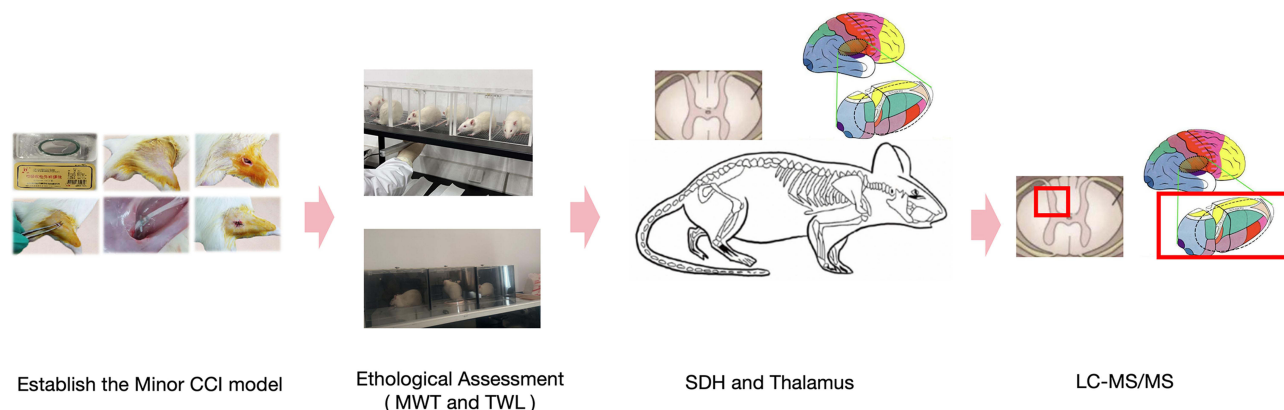 Establish the Minor CCI model
Ethological Assessment
( MWT and TWL )
SDH and Thalamus
LC-MS/MS